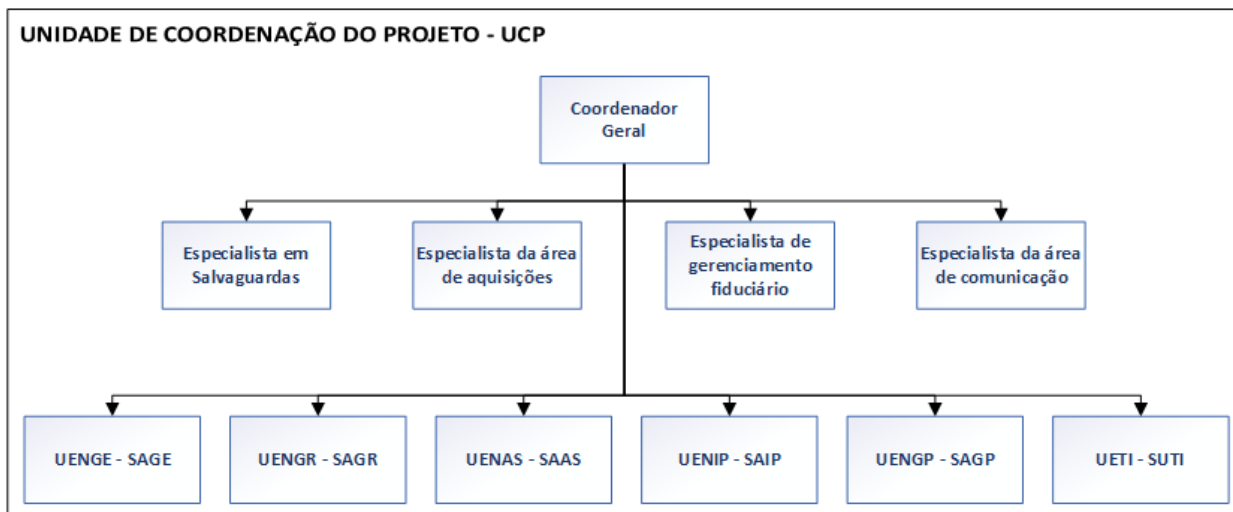 UNIDADE DE COORDENAÇÃO DO PROJETO - UCP
Coordenador
Geral
Especialista em
Salvaguardas
Especialista da área
de aquisições
Especialista de
gerenciamento
fiduciário
Especialista da área
de comunicação
UENGE - SAGE
UENGR - SAGR
UENAS - SAAS
UENIP - SAIP
UENGP - SAGP
UETI - SUTI